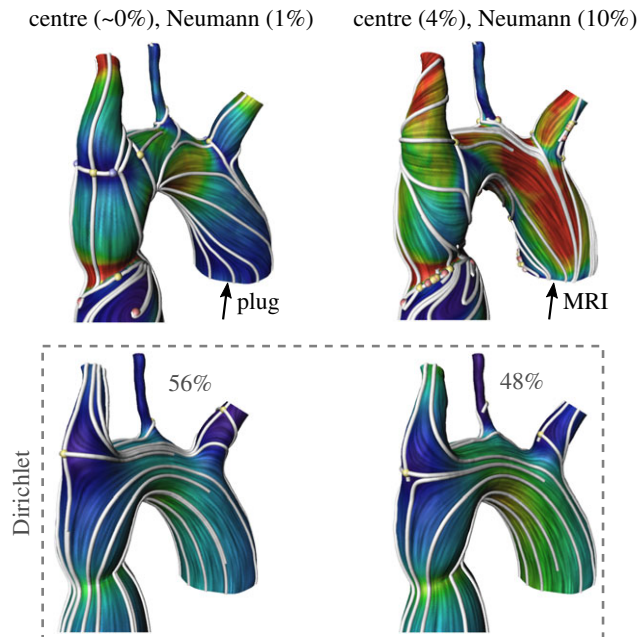 centre (~0%), Neumann (1%)
centre (4%), Neumann (10%)
plug
MRI
56%
48%
Dirichlet